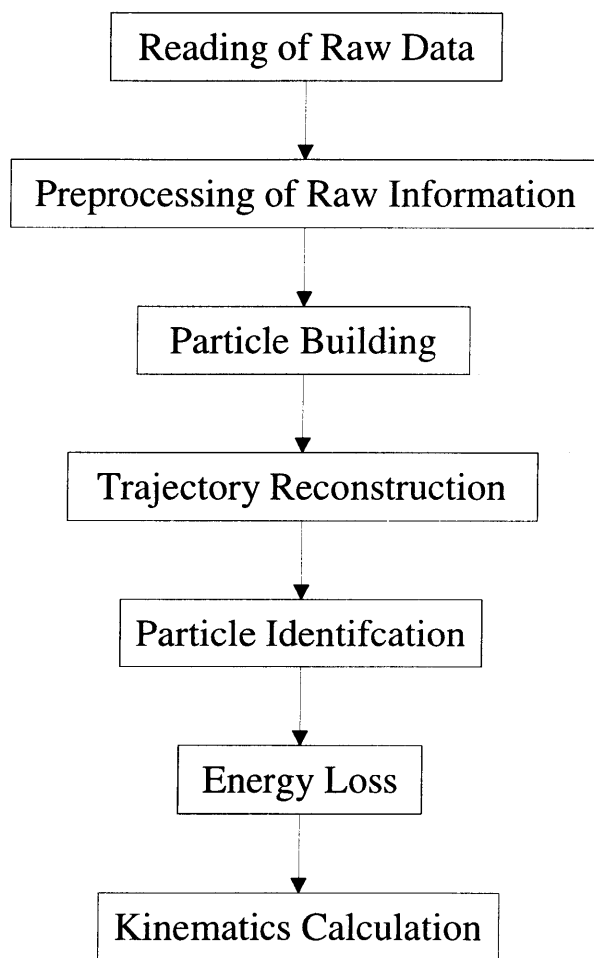 Reading of Raw Data
Preprocessing of Raw Information
Particle Building
Trajectory Reconstruction
Particle Identifcation
Energy Loss
Kinematics Calculation